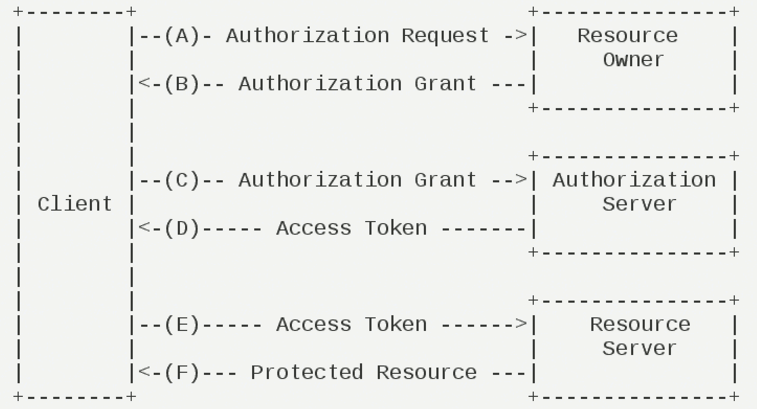 +--------+                               +---------------+
|        |--(A)- Authorization Request ->|   Resource    |
|        |                               |     Owner     |
|        |<-(B)-- Authorization Grant ---|               |
|        |                               +---------------+
|        |
|        |                               +---------------+
|        |--(C)-- Authorization Grant -->| Authorization |
| Client |                               |     Server    |
|        |<-(D)----- Access Token -------|               |
|        |                               +---------------+
|        |
|        |                               +---------------+
|        |--(E)----- Access Token ------>|    Resource   |
|        |                               |     Server    |
|        |<-(F)--- Protected Resource ---|               |
+--------+                               +---------------+